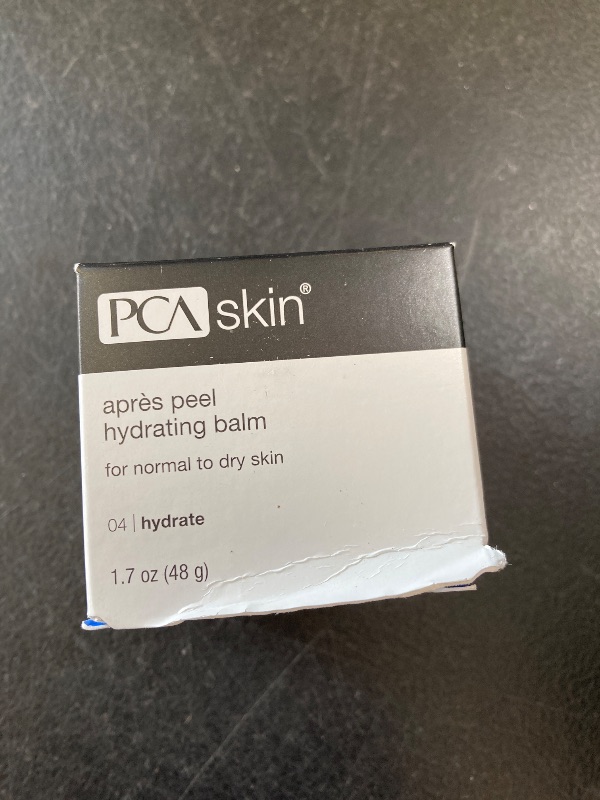 PCA skin®
après peel
hydrating balm
for normal to dry skin
04 | hydrate
1.7 oz (48 g)